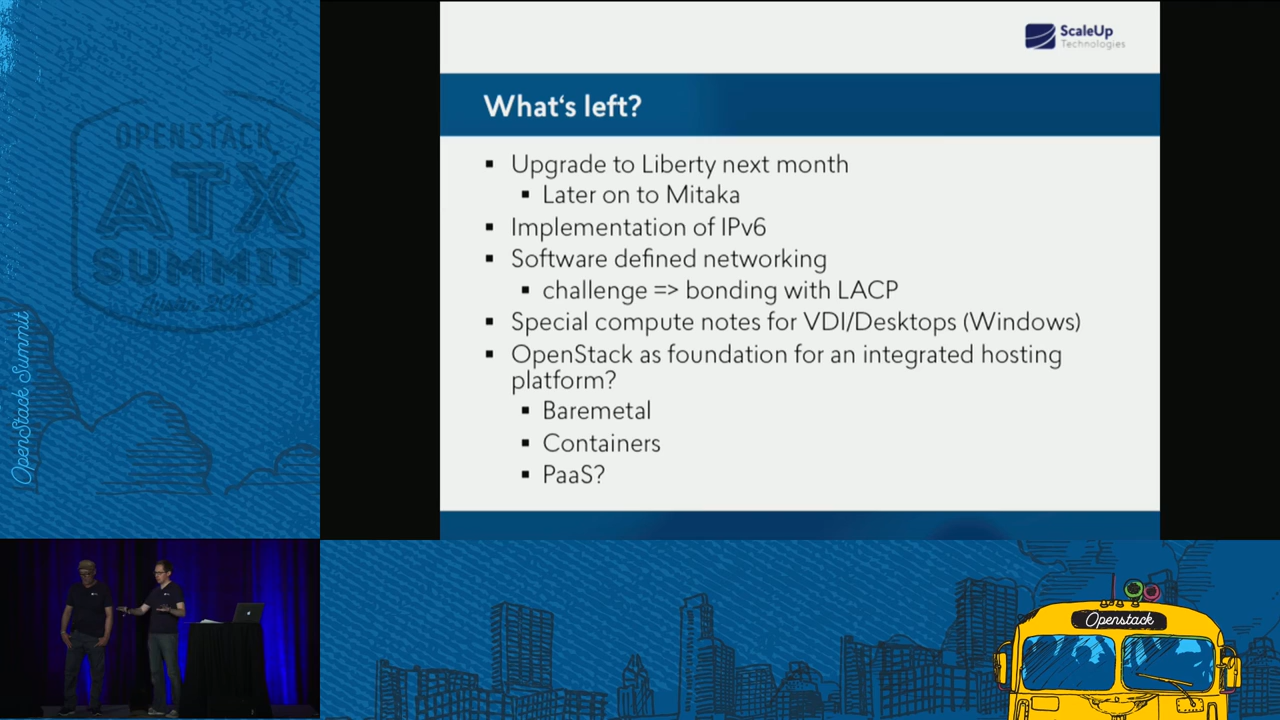 OPENSTACK
ATX
SUMMIT
Austin 2016
OpenStack Summit
ScaleUp
Technologies
What‘s left?
▪ Upgrade to Liberty next month
▪ Later on to Mitaka
▪ Implementation of IPv6
▪ Software defined networking
▪ challenge => bonding with LACP
▪ Special compute notes for VDI/Desktops (Windows)
▪ OpenStack as foundation for an integrated hosting
platform?
▪ Baremetal
▪ Containers
▪ PaaS?
Openstack